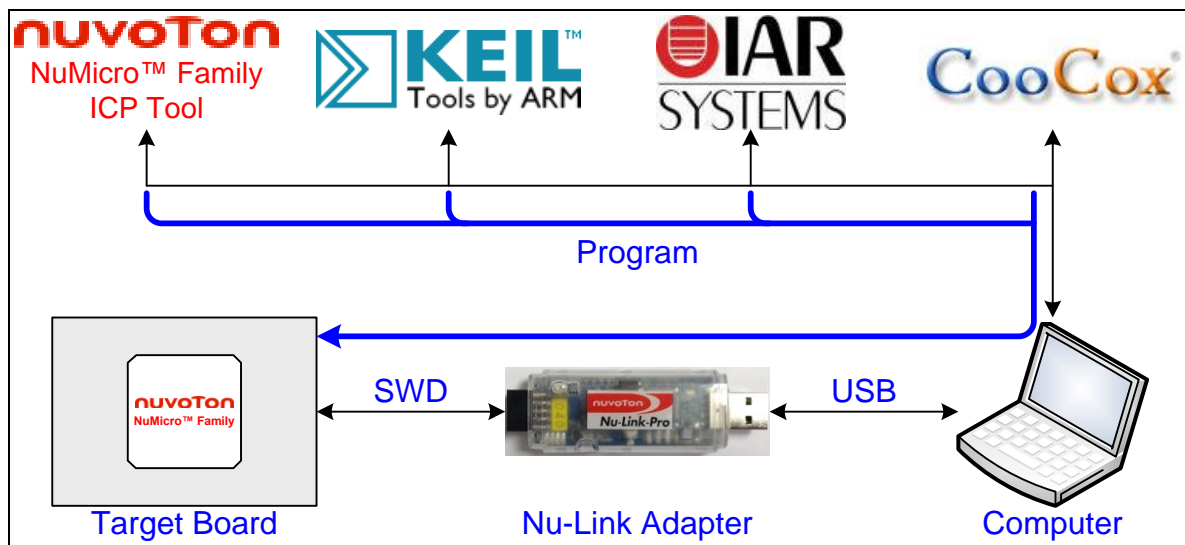 nuvoTon
NuMicro™ Family
ICP Tool
KEIL™
Tools by ARM
IAR
SYSTEMS
CooCox®
Program
nuvoTon
NuMicro™ Family
SWD
nuvoTon
Nu-Link-Pro
USB
Target Board
Nu-Link Adapter
Computer